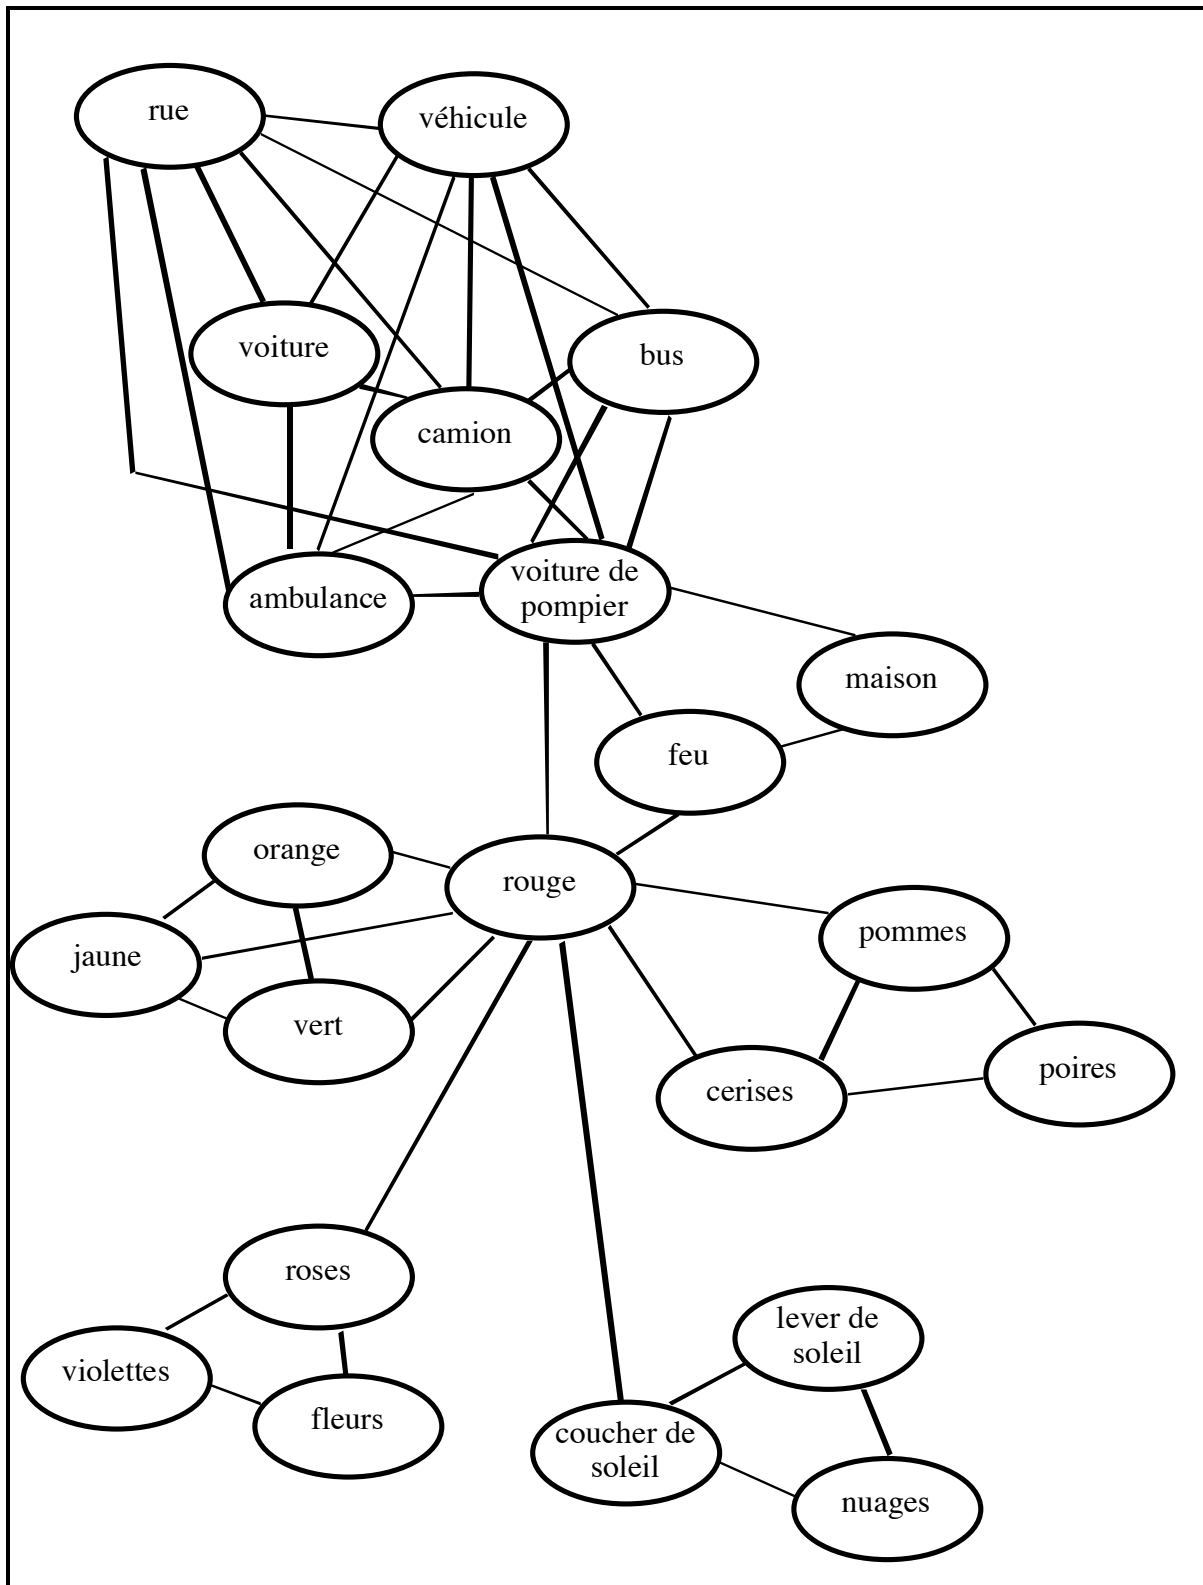 rue
véhicule
voiture
bus
camion
ambulance
voiture de
pompier
maison
feu
orange
rouge
pommes
jaune
vert
poires
cerises
roses
lever de
soleil
violettes
fleurs
coucher de
soleil
nuages